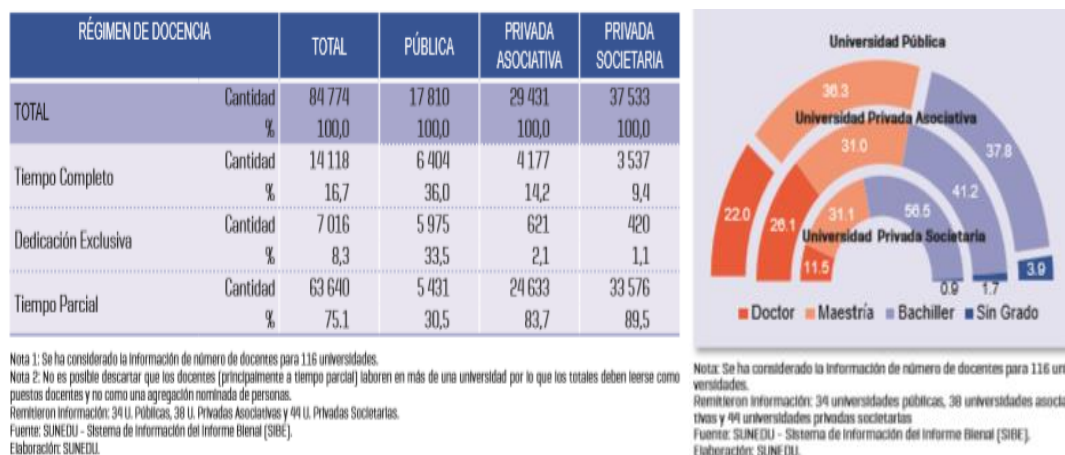 RÉGIMEN DE DOCENCIA TOTAL PÚBLICA PRIVADA ASOCIATIVA PRIVADA SOCIETARIA
TOTAL Cantidad 84 774 17 810 29 431 37 533
% 100,0 100,0 100,0 100,0
Tiempo Completo Cantidad 14 118 6 404 4 177 3 537
% 16,7 36,0 14,2 9,4
Dedicación Exclusiva Cantidad 7 016 5 975 621 420
% 8,3 33,5 2,1 1,1
Tiempo Parcial Cantidad 63 640 5 431 24 633 33 576
% 75.1 30,5 83,7 89,5
Nota 1: Se ha considerado la información de número de docentes para 116 universidades.
Nota 2: No es posible descartar que los docentes (principalmente a tiempo parcial) laboren en más de una universidad por lo que los totales deben leerse como
puestos docentes y no como una agregación nominada de personas.
Remitieron información: 34 U. Públicas, 38 U. Privadas Asociativas y 44 U. Privadas Societarias.
Fuente: SUNEDU - Sistema de Información del Informe Bienal (SIBE).
Elaboración: SUNEDU.
Universidad Pública
36.3
Universidad Privada Asociativa
31.0
37.8
41.2
22.0
26.1
31.1
56.5
Universidad Privada Societaria
11.5
3.9
0.9 1.7
Doctor Maestría Bachiller Sin Grado
Nota: Se ha considerado la información de número de docentes para 116 uni
versidades.
Remitieron información: 34 universidades públicas, 38 universidades asocia
tivas y 44 universidades privadas societarias
Fuente: SUNEDU - Sistema de Información del Informe Bienal (SIBE).
Elaboración: SUNEDU.